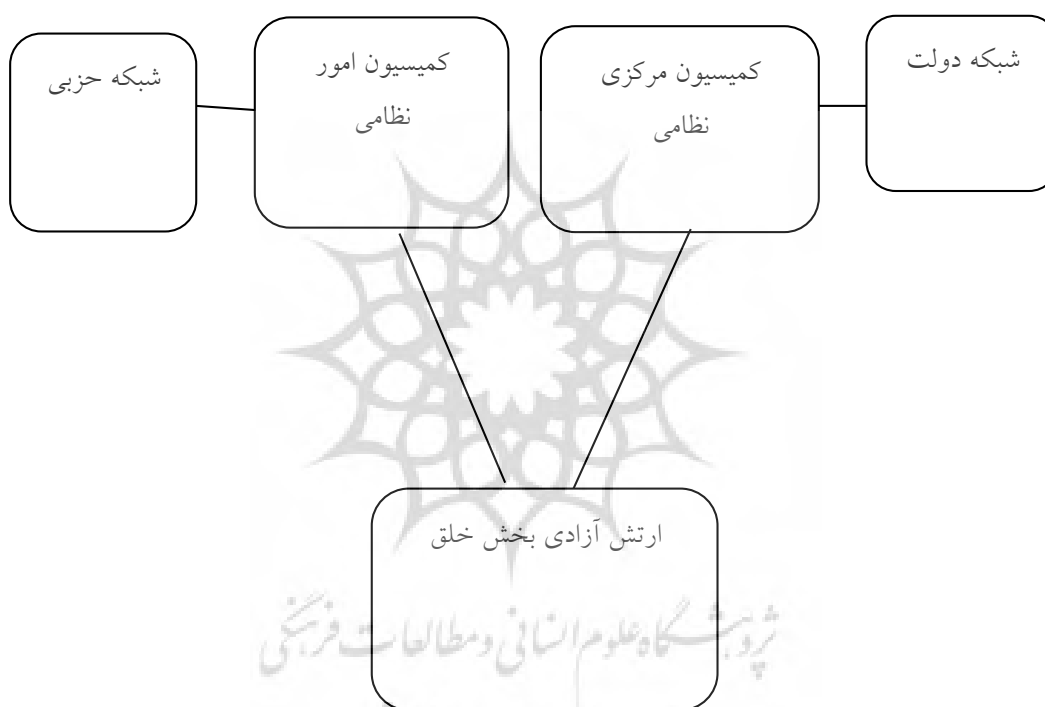 شبکه دولت
کمیسیون مرکزی
نظامی
کمیسیون امور
نظامی
شبکه حزبی
ارتش آزادی بخش خلق
پژوهشگاه علوم انسانی و مطالعات فرهنگی